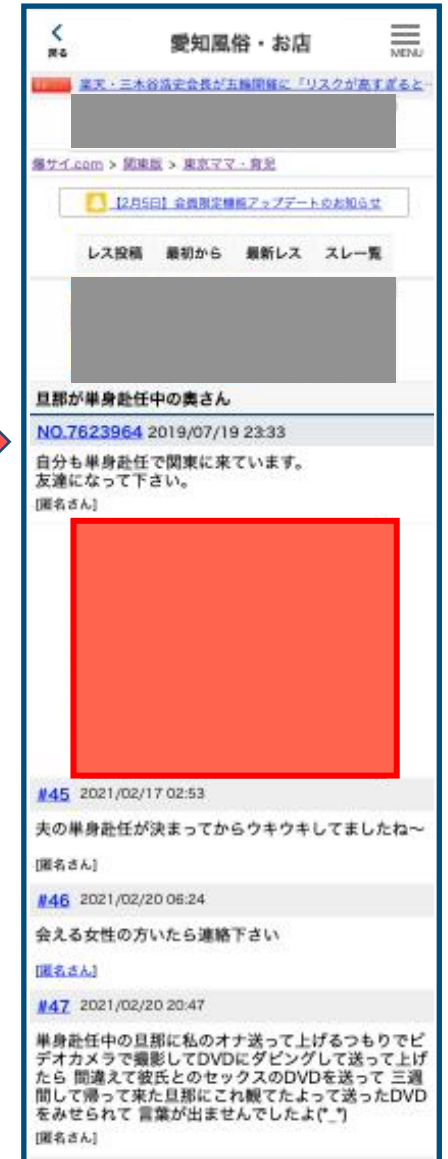 戻る
愛知風俗・お店
MENU
楽天・三木谷浩史会長が五輪開催に「リスクが高すぎると…
爆サイ.com > 関東版 > 東京ママ・育児
【2月5日】会員限定機能アップデートのお知らせ
レス投稿 最初から 最新レス スレ一覧
旦那が単身赴任中の奥さん
NO.7623964 2019/07/19 23:33
自分も単身赴任で関東に来ています。
友達になって下さい。
[匿名さん]
#45 2021/02/17 02:53
夫の単身赴任が決まってからウキウキしてましたね〜
[匿名さん]
#46 2021/02/20 06:24
会える女性の方いたら連絡下さい
[匿名さん]
#47 2021/02/20 20:47
単身赴任中の旦那に私のオナ送って上げるつもりでビ
デオカメラで撮影してDVDにダビングして送って上げ
たら 間違えて彼氏とのセックスのDVDを送って 三週
間して帰って来た旦那にこれ観てたよって送ったDVD
をみせられて 言葉が出ませんでしたよ(*_*)
[匿名さん]